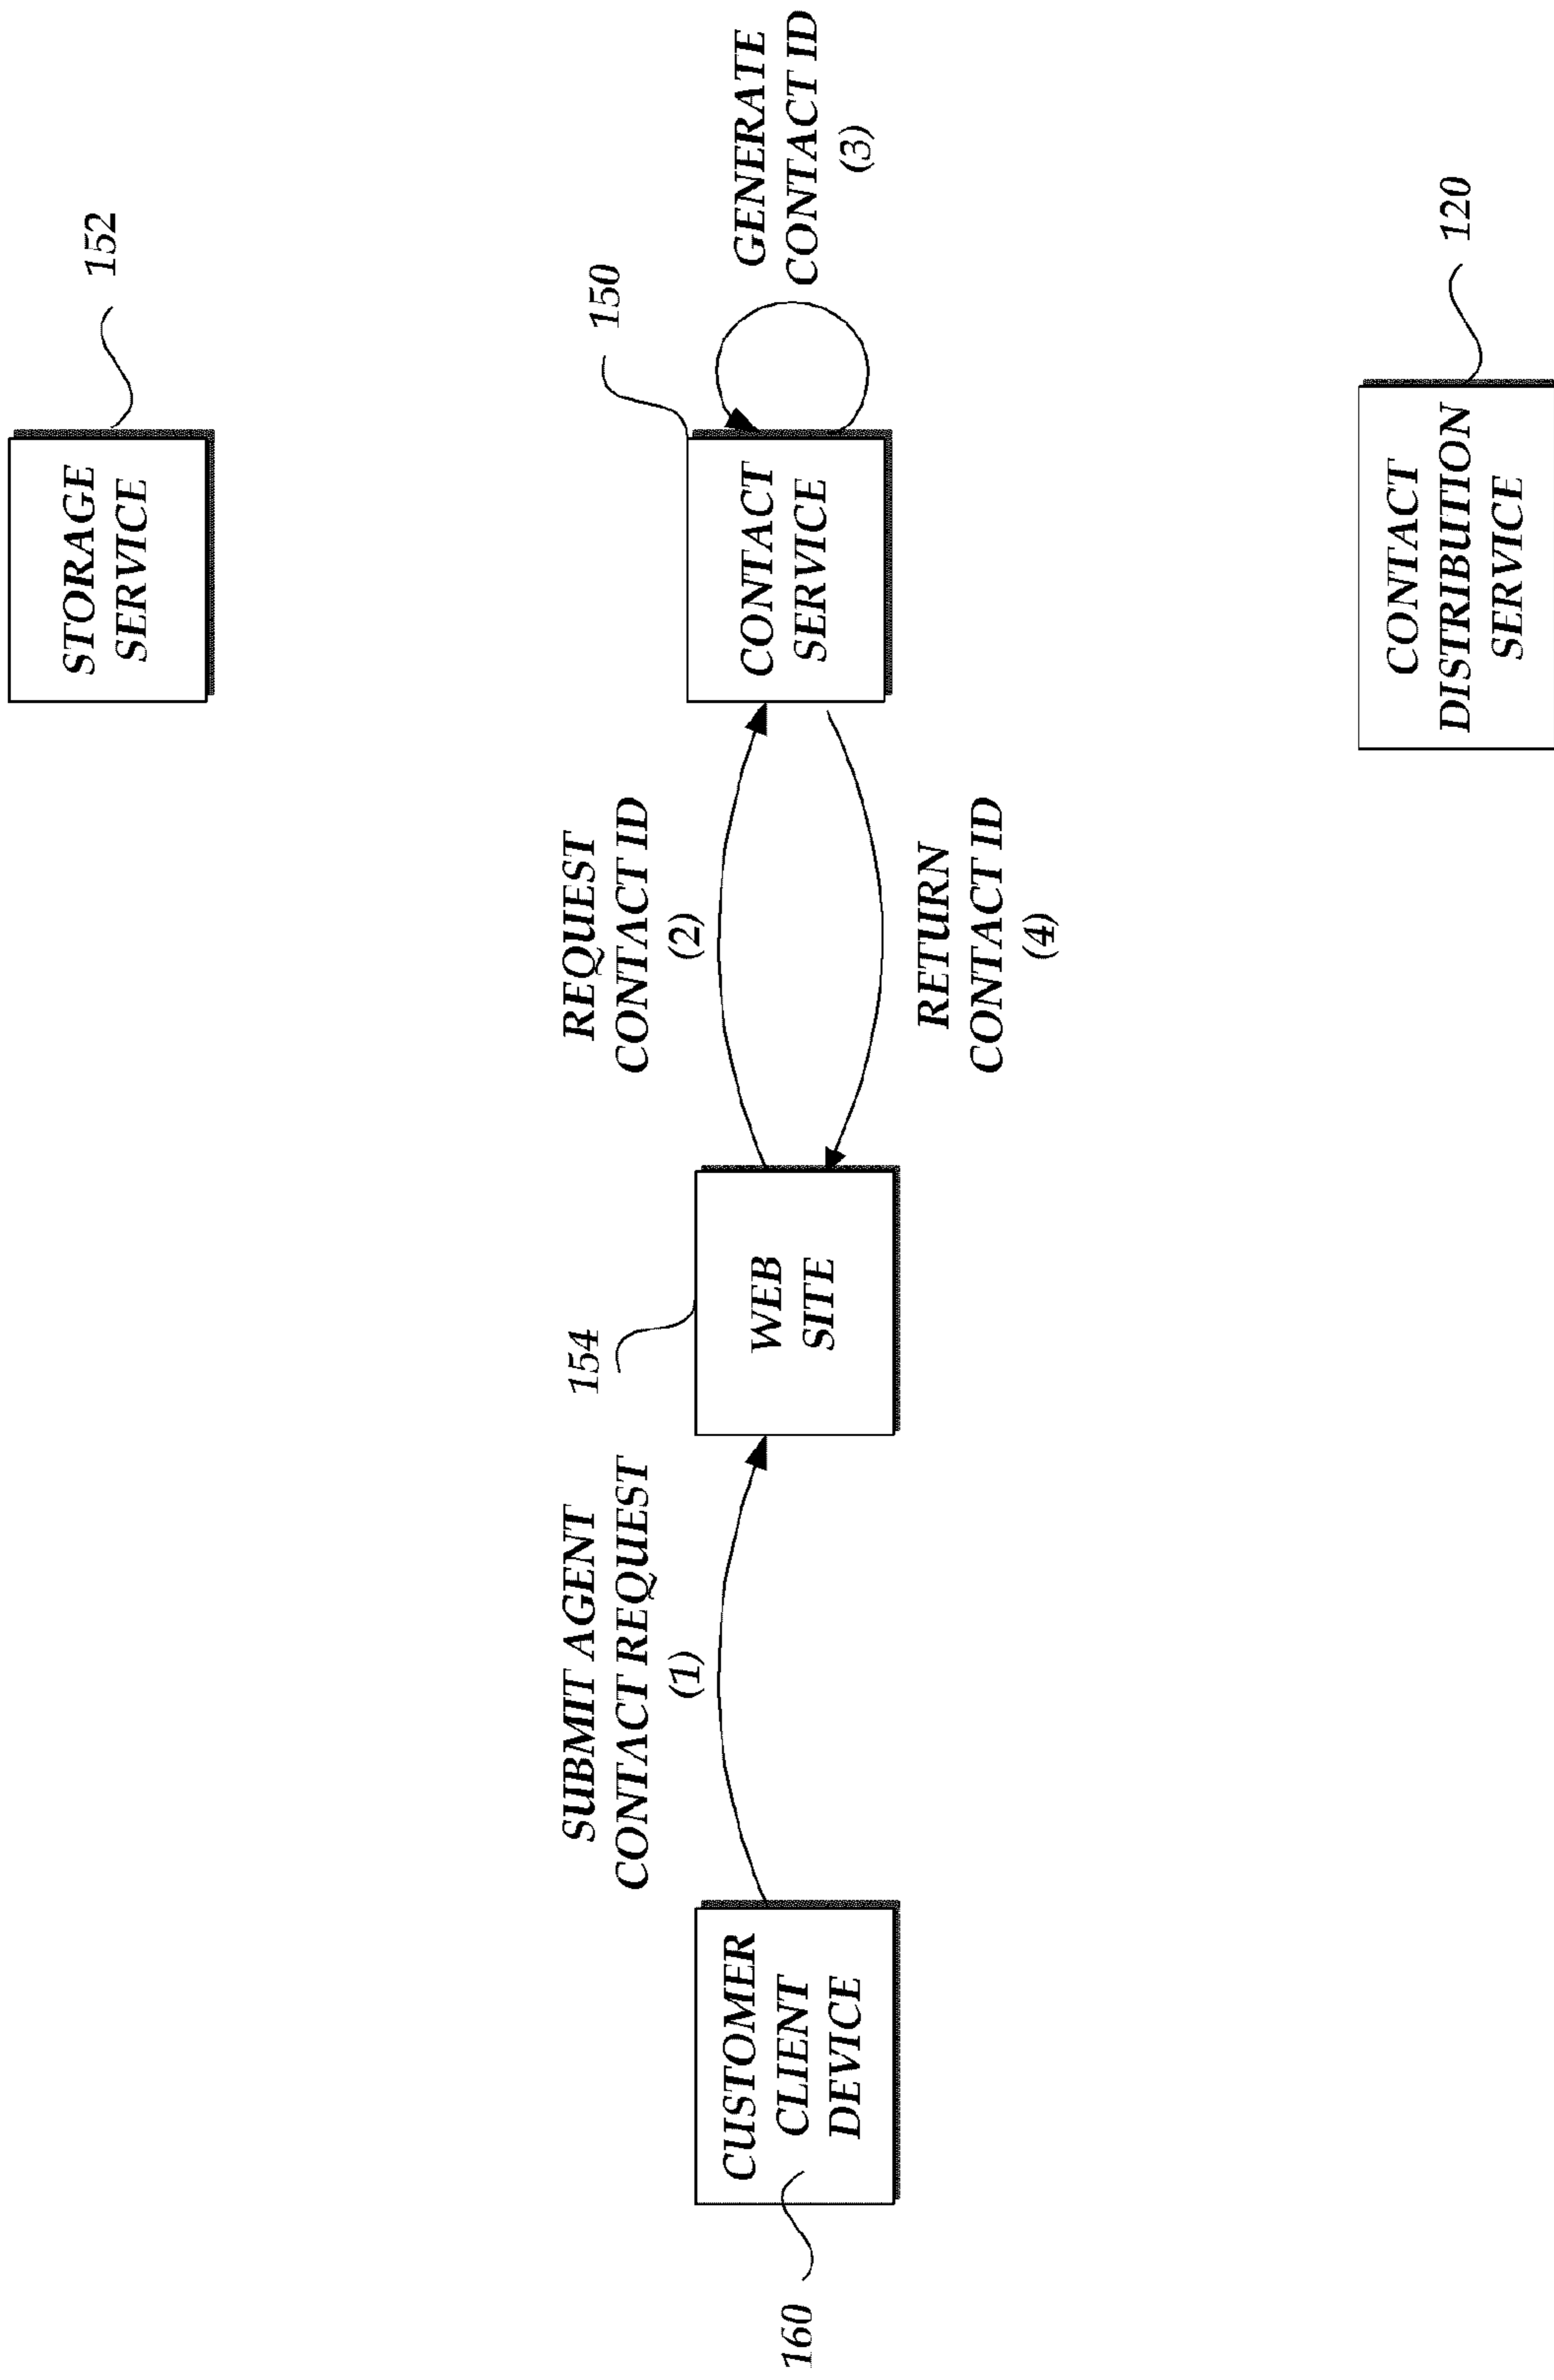 STORAGE
SERVICE
152
SUBMIT AGENT
CONTACT REQUEST
(1)
REQUEST
CONTACT ID
(2)
154
150
160
CUSTOMER
CLIENT
DEVICE
WEB
SITE
CONTACT
SERVICE
GENERATE
CONTACT ID
(3)
RETURN
CONTACT ID
(4)
CONTACT
DISTRIBUTION
SERVICE
120